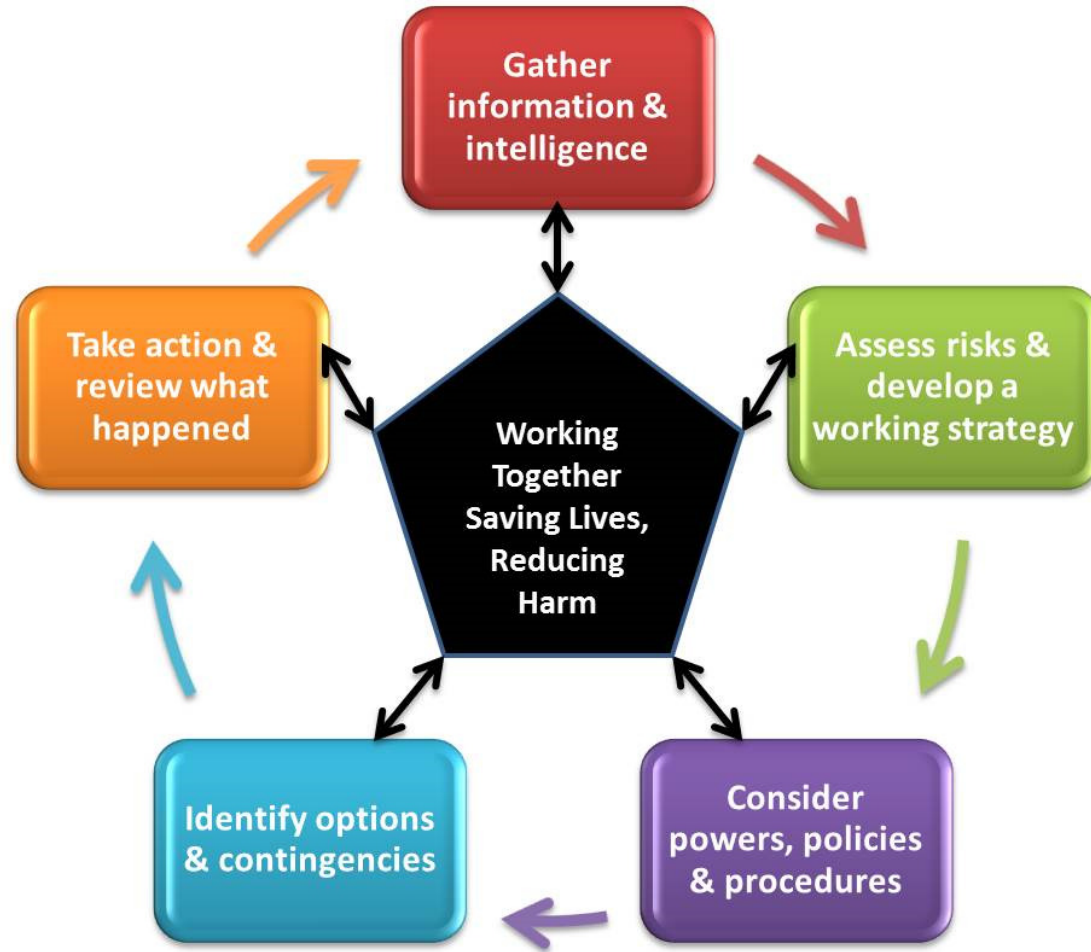 Gather
information &
intelligence
Assess risks &
develop a
working strategy
Consider
powers, policies
& procedures
Identify options
& contingencies
Take action &
review what
happened
Working
Together
Saving Lives,
Reducing
Harm